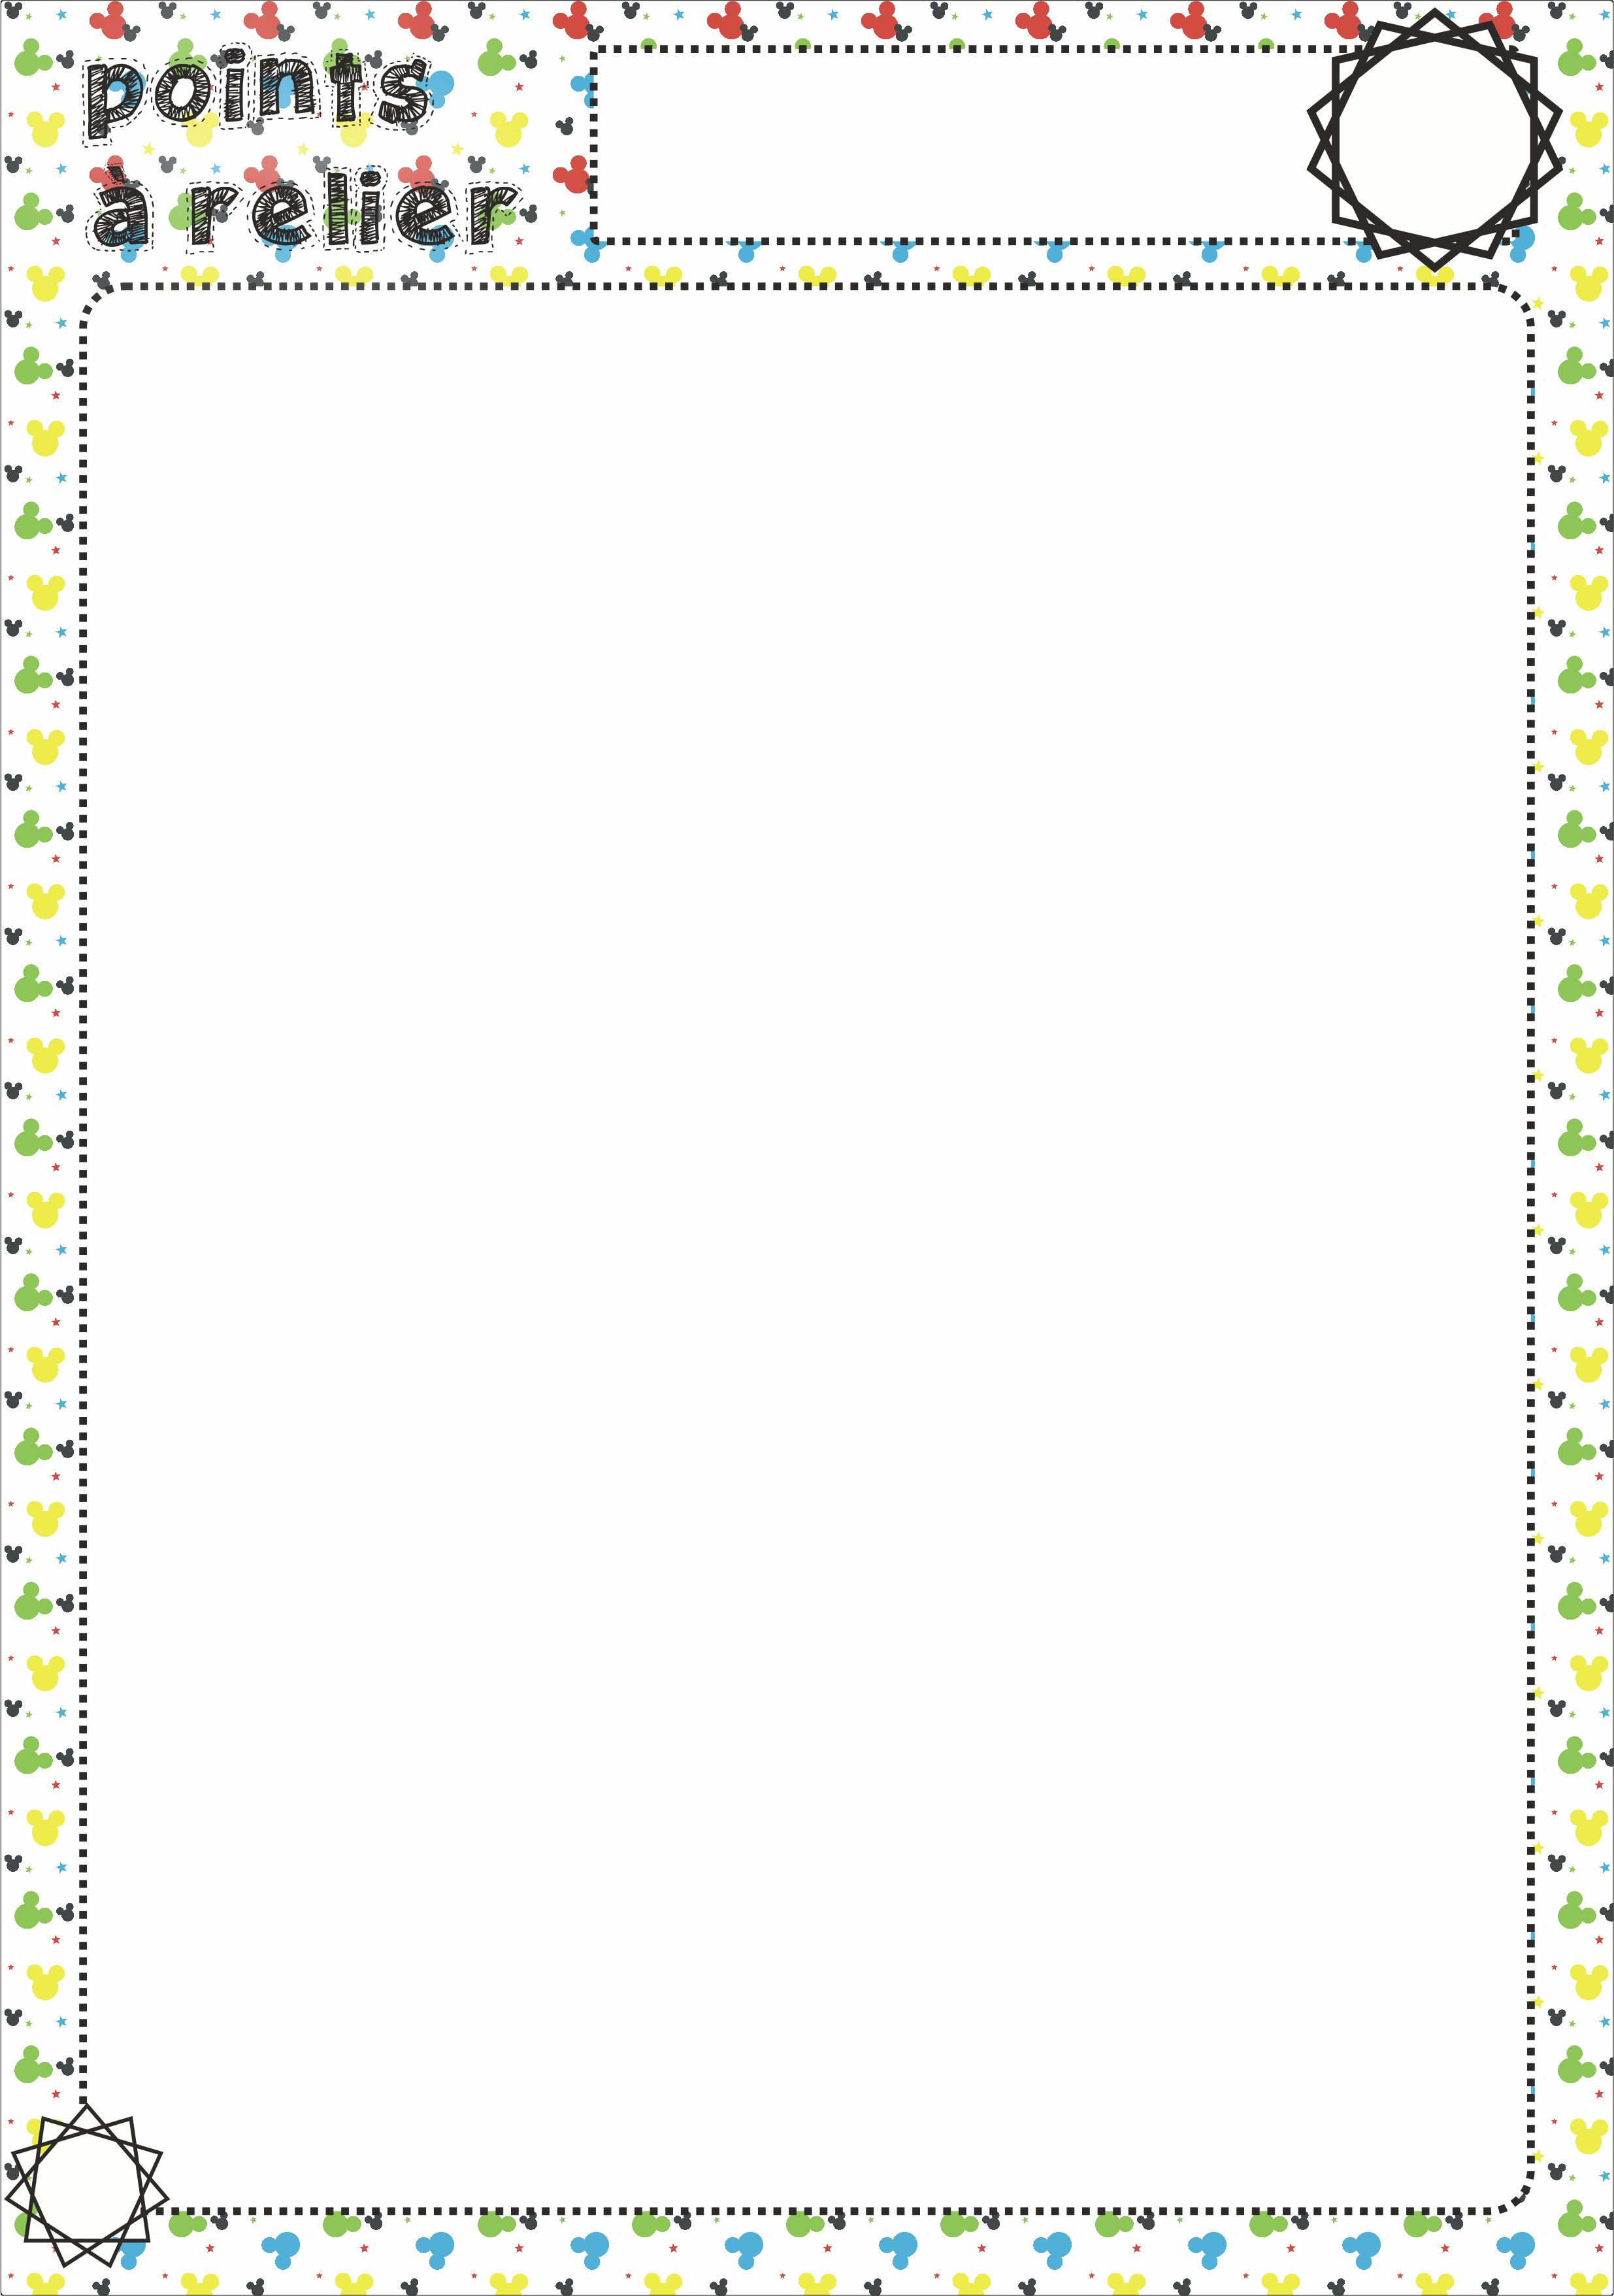 points
à relier